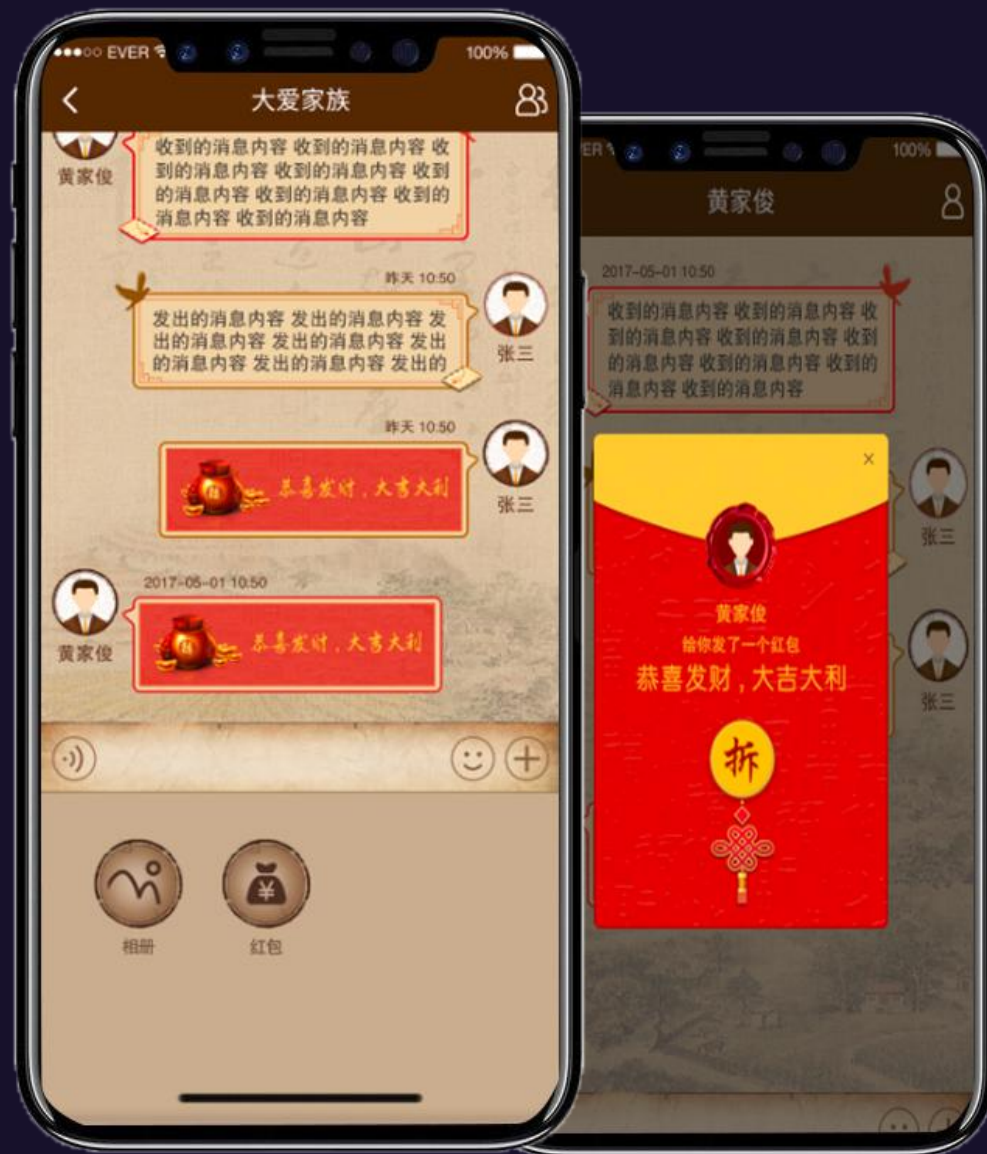 EVER
100%
大爱家族
收到的消息内容 收到的消息内容 收
到的消息内容 收到的消息内容 收到
的消息内容 收到的消息内容 收到的
消息内容 收到的消息内容
黄家俊
昨天 10:50
发出的消息内容 发出的消息内容 发
出的消息内容 发出的消息内容 发出
的消息内容 发出的消息内容 发出的
张三
昨天 10:50
恭喜发财，大吉大利
张三
2017-05-01 10:50
恭喜发财，大吉大利
黄家俊
相册
红包
ER
100%
黄家俊
2017-05-01 10:50
收到的消息内容 收到的消息内容 收
到的消息内容 收到的消息内容 收到
的消息内容 收到的消息内容 收到的
消息内容 收到的消息内容
张三
黄家俊
给你发了一个红包
恭喜发财，大吉大利
拆
张三